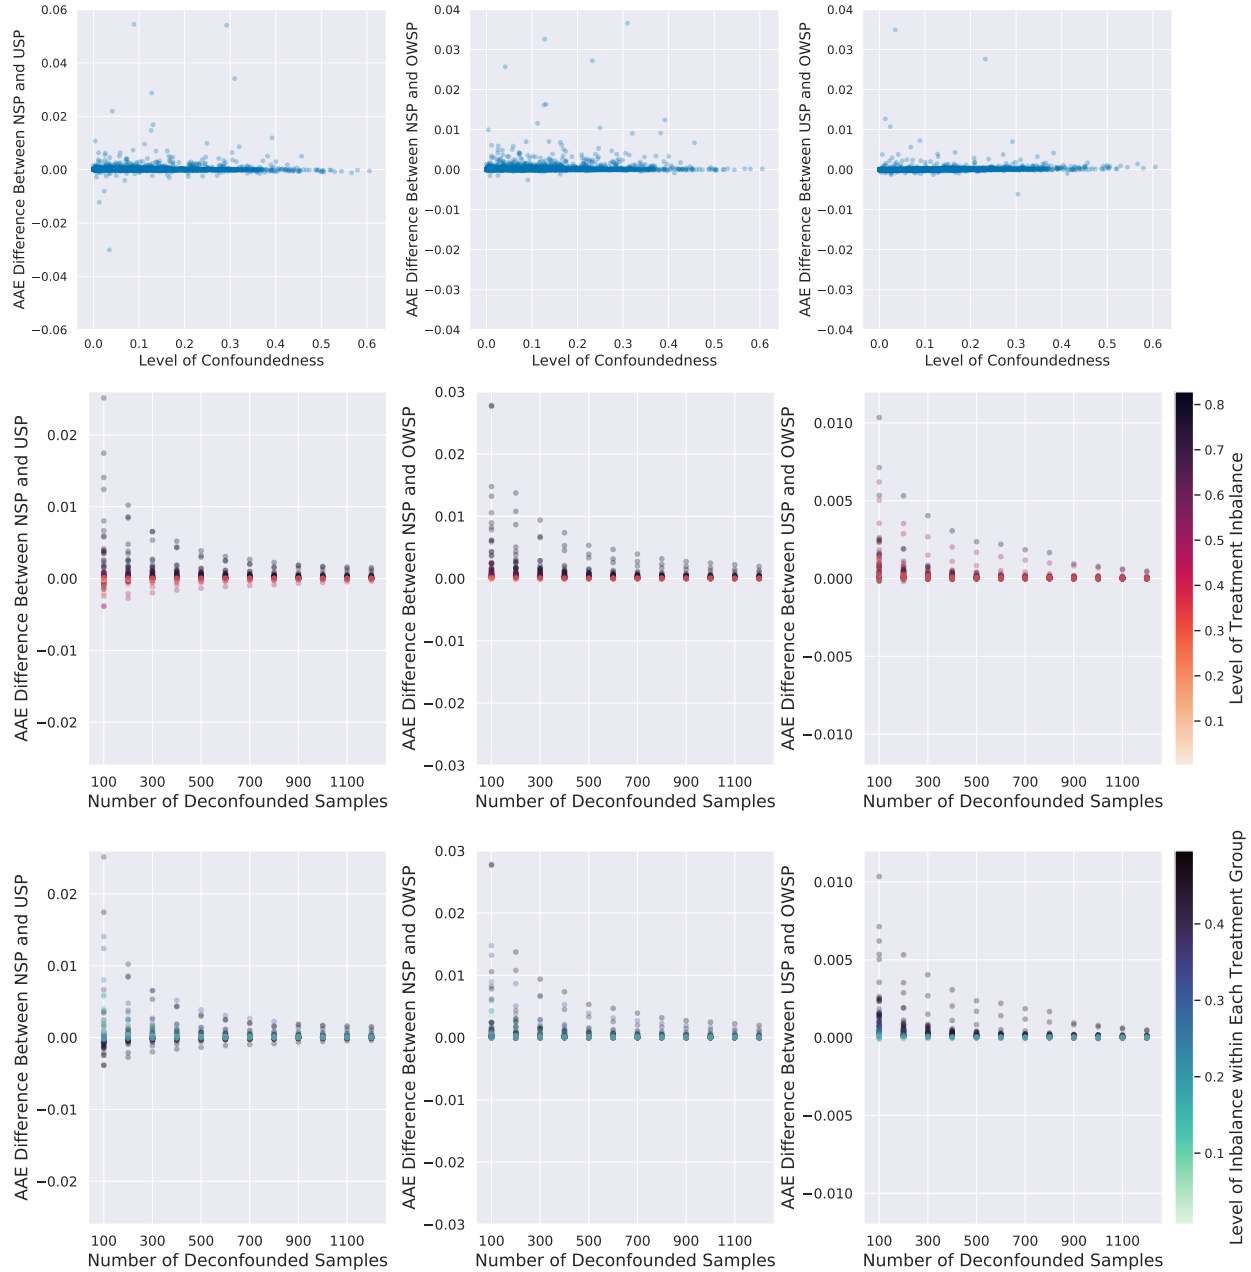 AAE Difference Between NSP and USP
0.06
0.04
0.02
0.00
−0.02
−0.04
−0.06
0.0 0.1 0.2 0.3 0.4 0.5 0.6
Level of Confoundedness
AAE Difference Between NSP and OWSP
0.04
0.03
0.02
0.01
0.00
−0.01
−0.02
−0.03
−0.04
0.0 0.1 0.2 0.3 0.4 0.5 0.6
Level of Confoundedness
AAE Difference Between USP and OWSP
0.04
0.03
0.02
0.01
0.00
−0.01
−0.02
−0.03
−0.04
0.0 0.1 0.2 0.3 0.4 0.5 0.6
Level of Confoundedness
AAE Difference Between NSP and USP
0.02
0.01
0.00
−0.01
−0.02
100 300 500 700 900 1100
Number of Deconfounded Samples
AAE Difference Between NSP and OWSP
0.03
0.02
0.01
0.00
−0.01
−0.02
−0.03
100 300 500 700 900 1100
Number of Deconfounded Samples
AAE Difference Between USP and OWSP
0.010
0.005
0.000
−0.005
−0.010
100 300 500 700 900 1100
Number of Deconfounded Samples
0.8
0.7
0.6
0.5
0.4
0.3
0.2
0.1
Level of Treatment Inbalance
AAE Difference Between NSP and USP
0.02
0.01
0.00
−0.01
−0.02
100 300 500 700 900 1100
Number of Deconfounded Samples
AAE Difference Between NSP and OWSP
0.03
0.02
0.01
0.00
−0.01
−0.02
−0.03
100 300 500 700 900 1100
Number of Deconfounded Samples
AAE Difference Between USP and OWSP
0.010
0.005
0.000
−0.005
−0.010
100 300 500 700 900 1100
Number of Deconfounded Samples
0.4
0.3
0.2
0.1
Level of Inbalance within Each Treatment Group